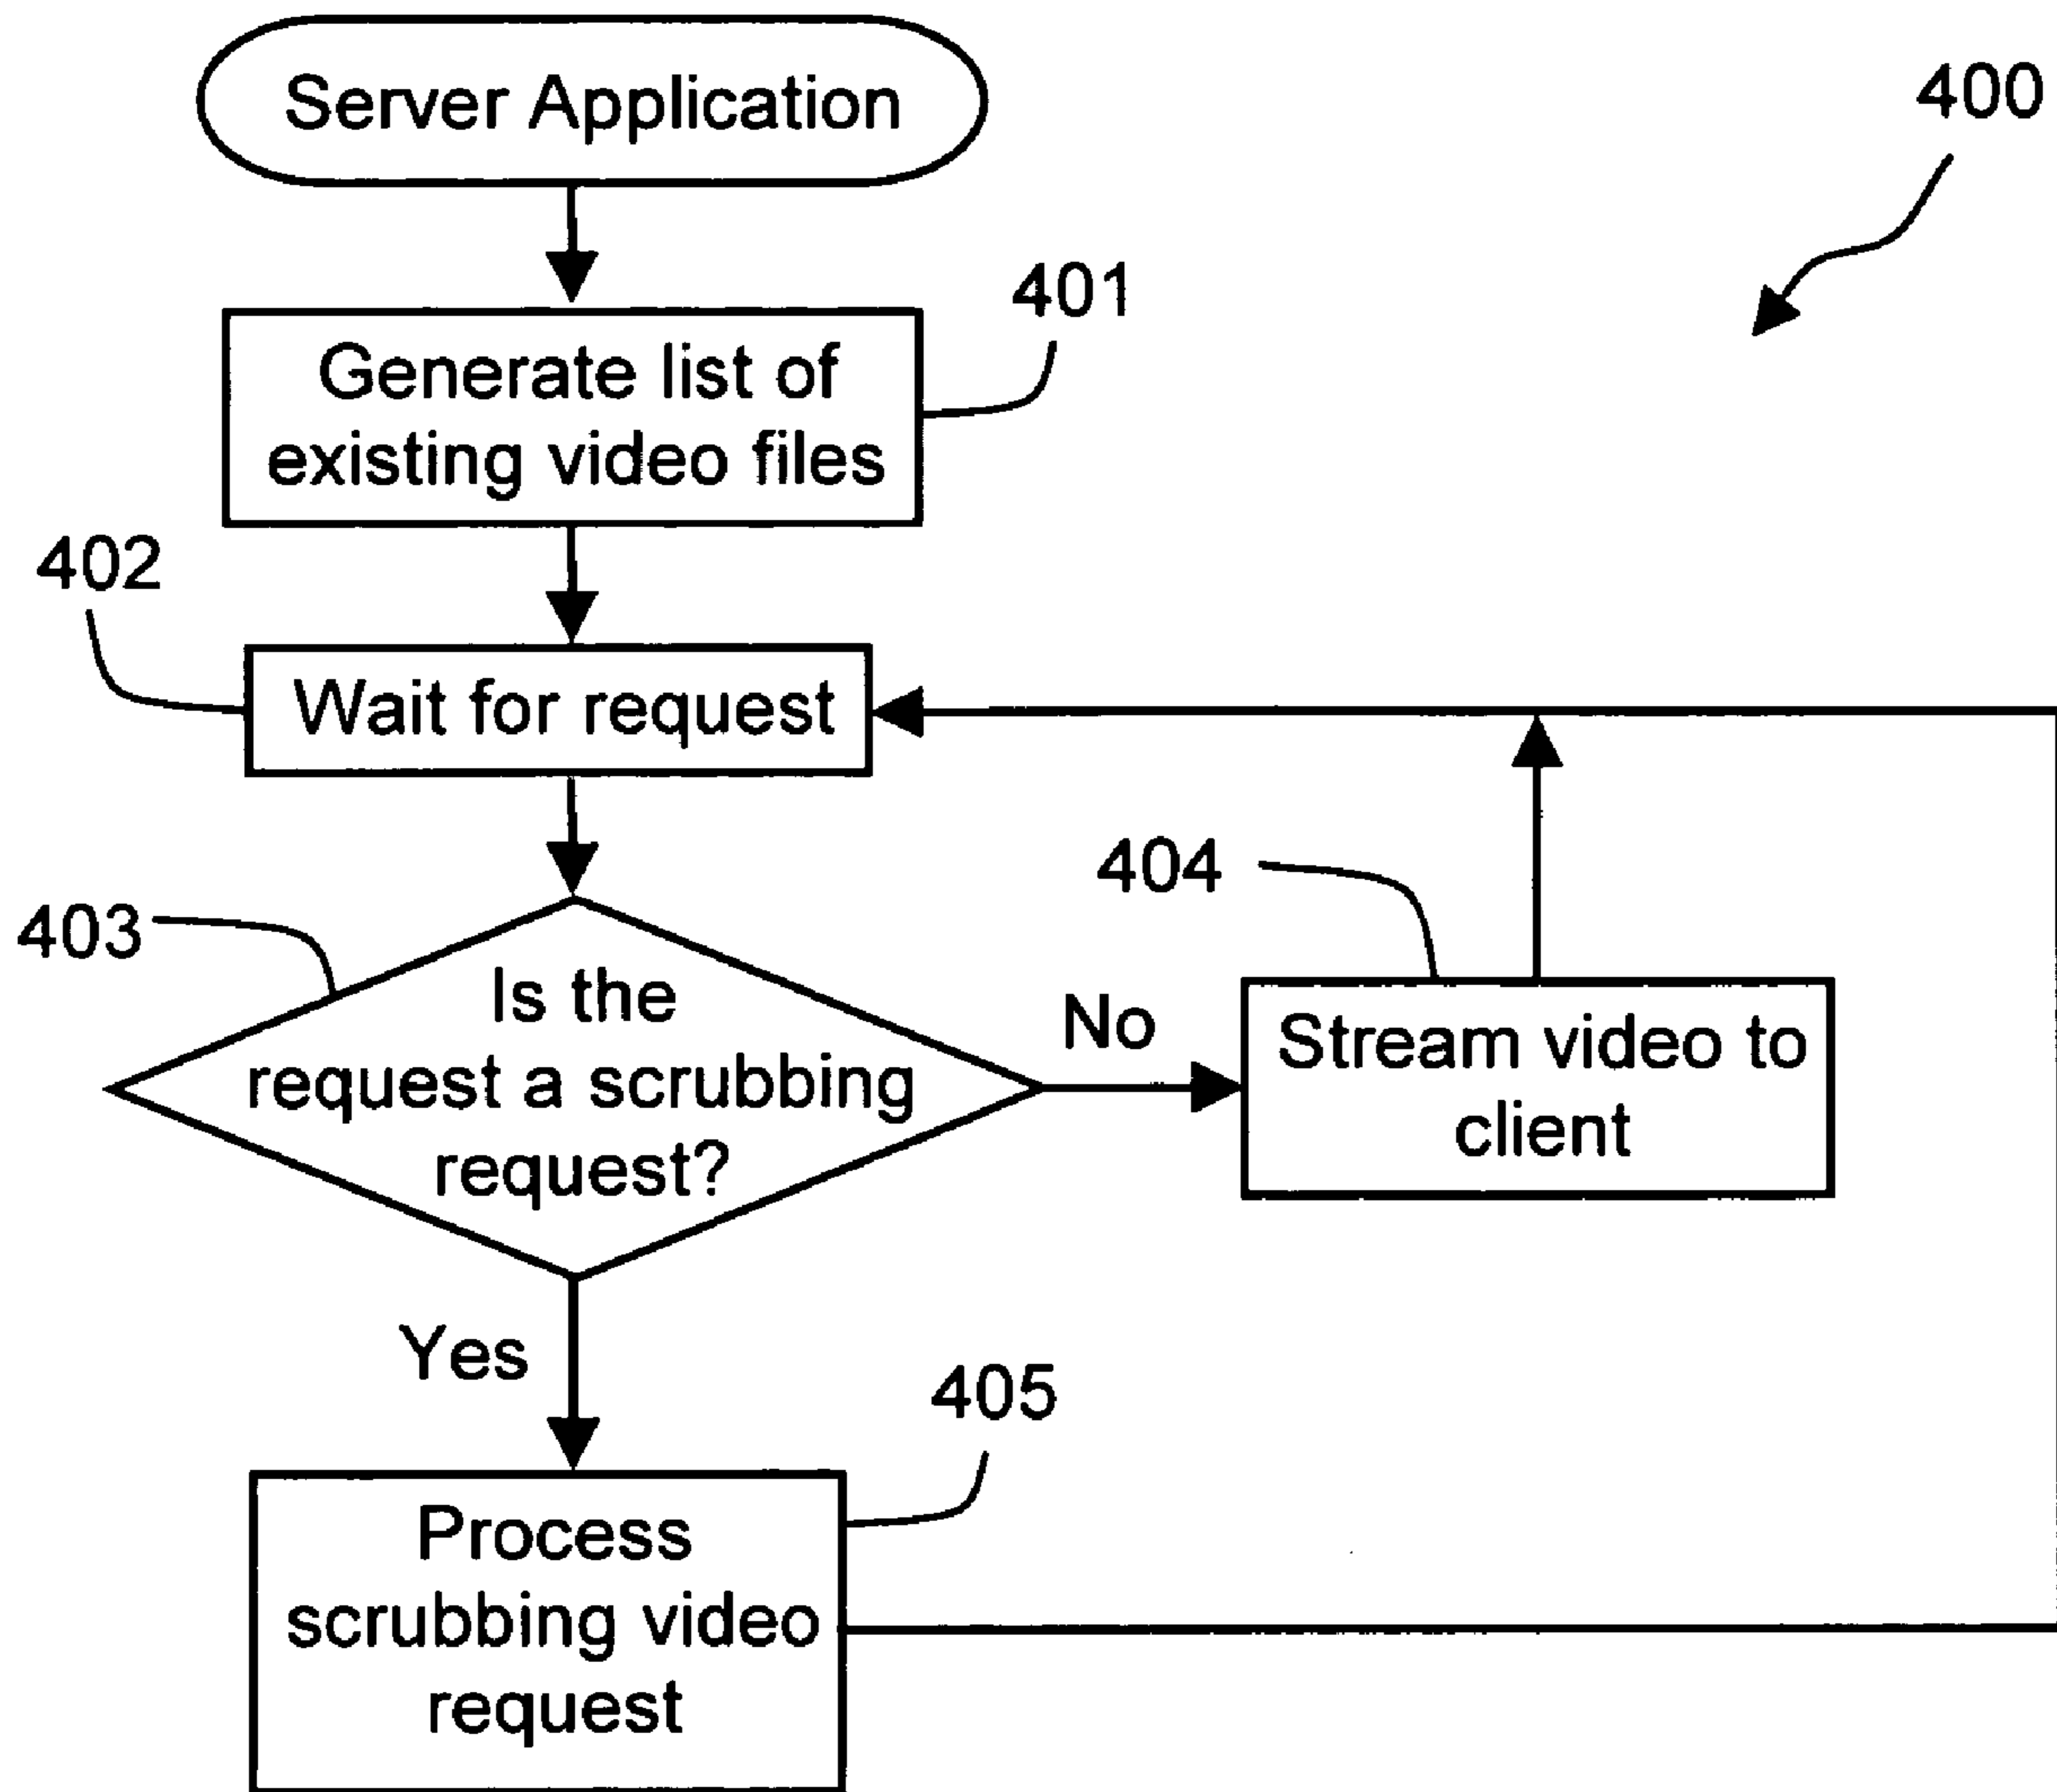 Server Application
400
401
Generate list of
existing video files
402
Wait for request
404
403
Is the
request a scrubbing
request?
No
Stream video to
client
Yes
405
Process
scrubbing video
request